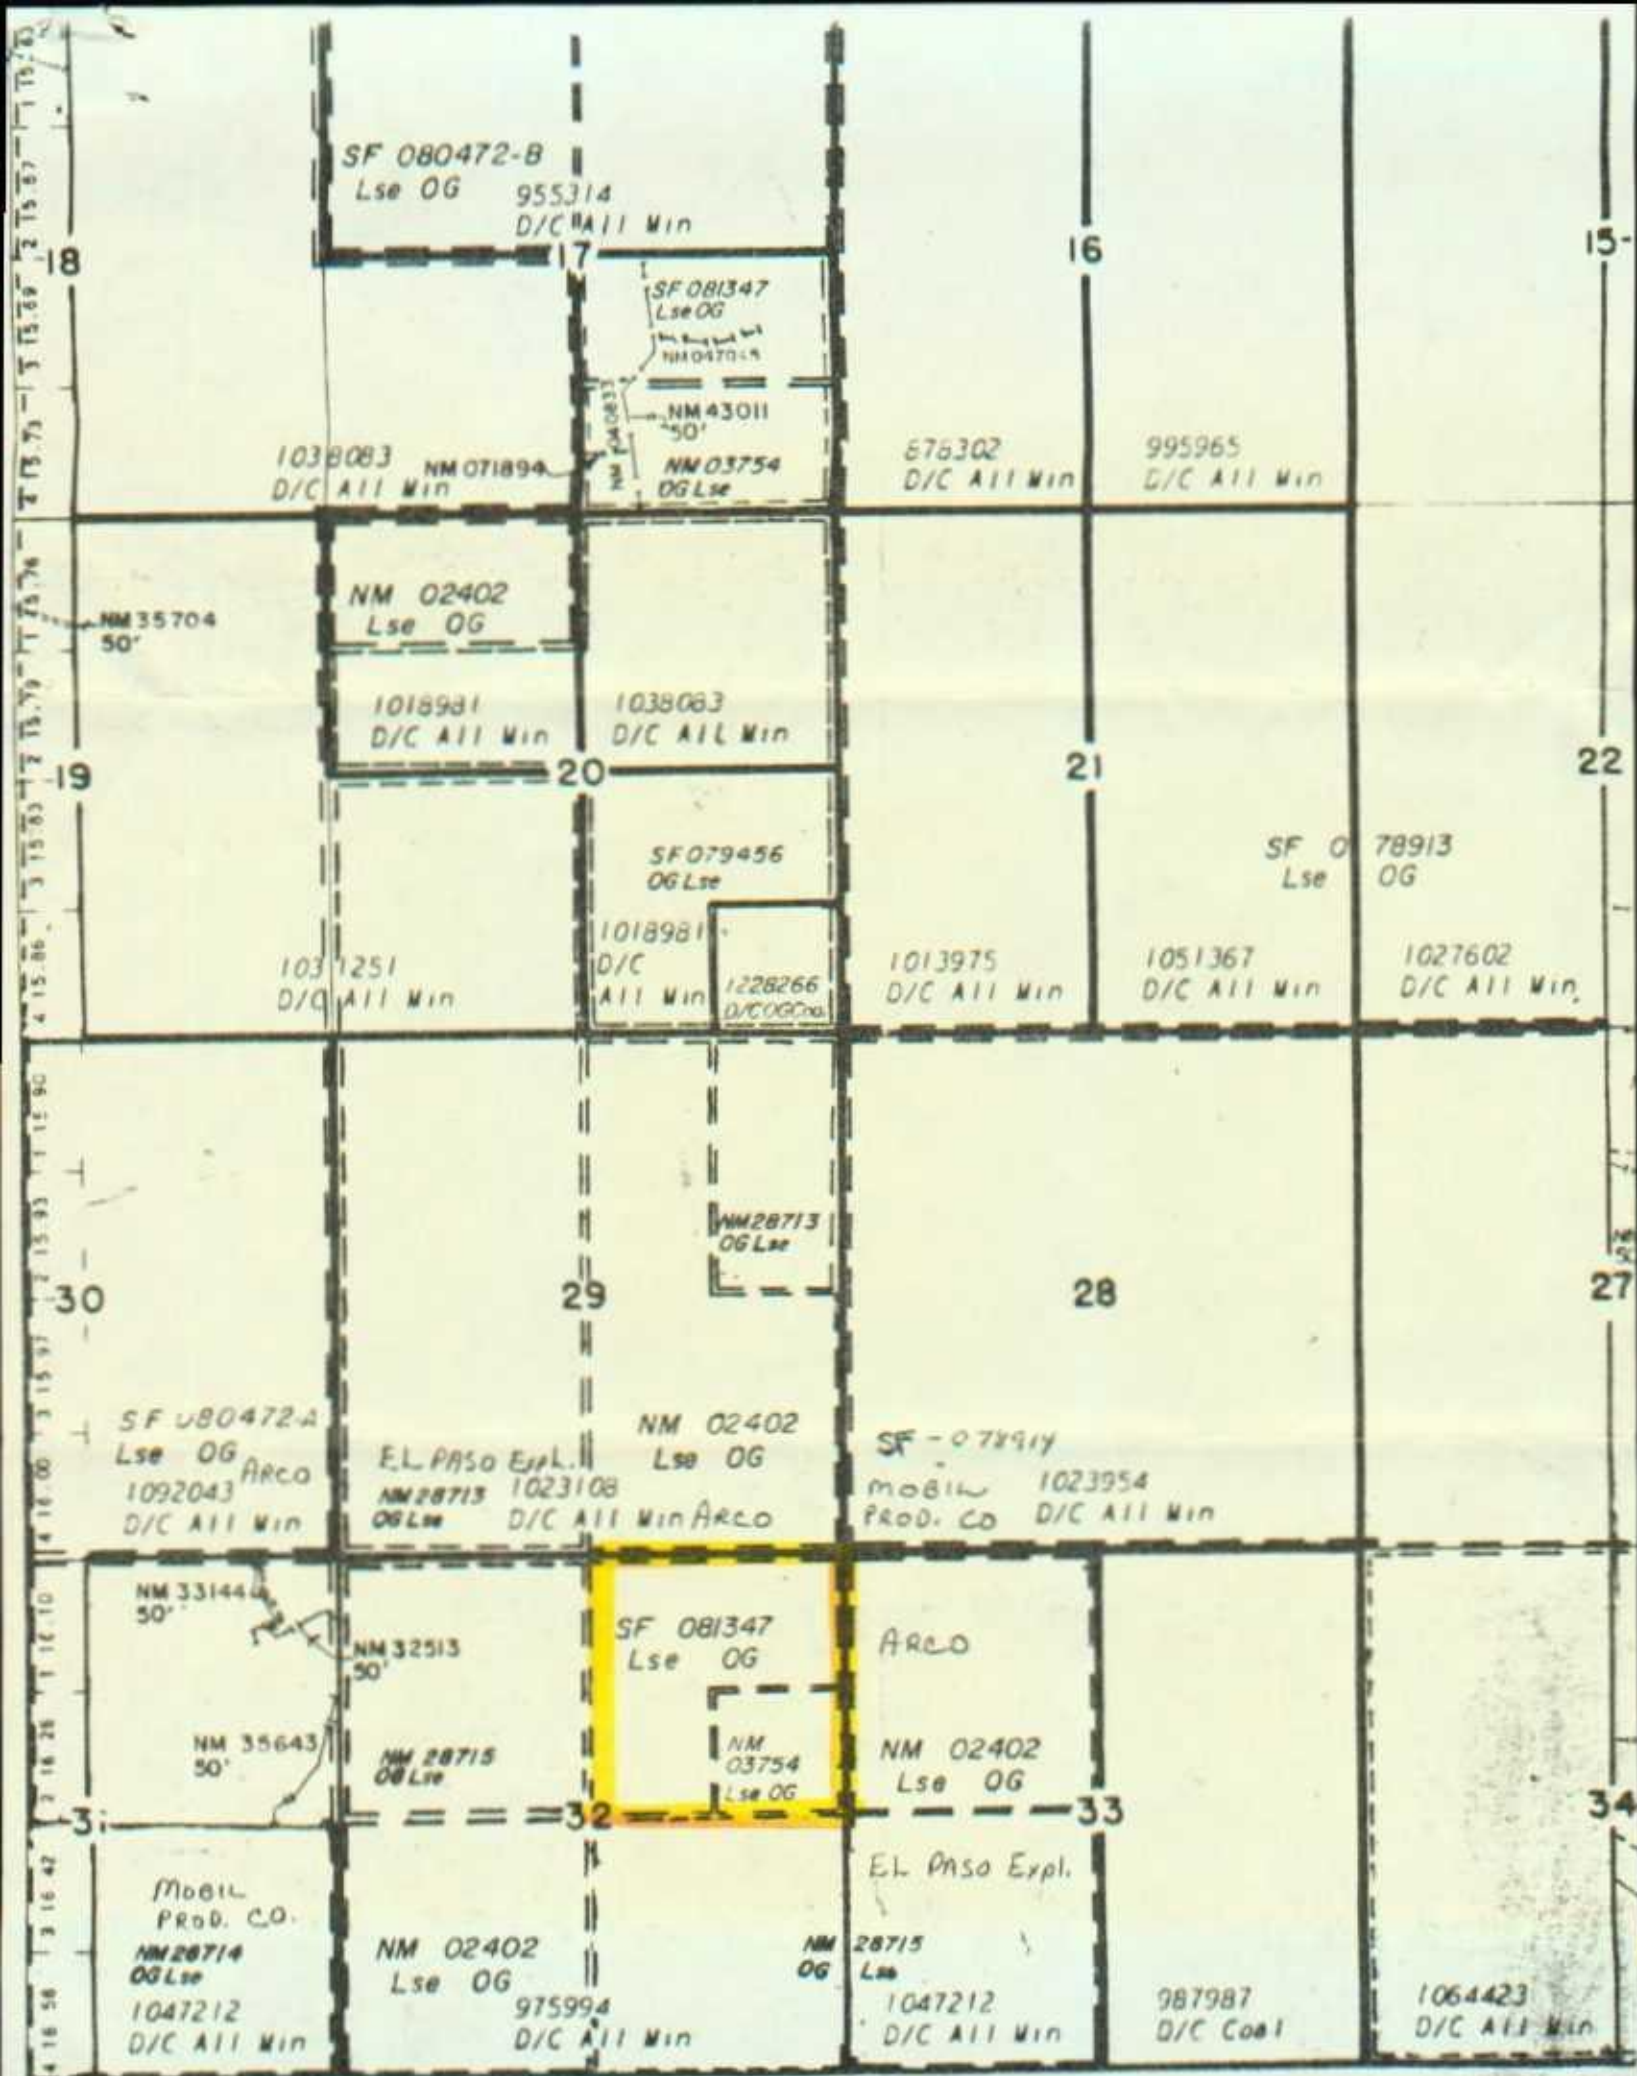 SF 080472-B
Lse OG
955314
D/C All Min
18
17
16
15
SF 081347
Lse OG
NM 43011
50'
1038083
D/C All Min
NM 071894
NM 03754
OG Lse
878302
D/C All Min
995965
D/C All Min
NM 02402
Lse OG
NM 35704
50'
1018981
D/C All Min
1038083
D/C All Min
19
20
21
22
SF 079456
OG Lse
SF 078913
Lse OG
1031251
D/C All Min
1018981
D/C
All Min
1228266
1013975
D/C All Min
1051367
D/C All Min
1027602
D/C All Min
NM 28713
OG Lse
30
29
28
27
SF 080472-A
Lse OG
ARCO
1092043
D/C All Min
EL PASO Expl.
NM 28713
OG Lse
1023108
D/C All Min
NM 02402
Lse OG
ARCO
SF-078914
MOBIL
PROD. CO
1023954
D/C All Min
NM 33144
50'
NM 32513
50'
SF 081347
Lse OG
ARCO
NM 35643
50'
NM 28715
OG Lse
NM
03754
Lse OG
NM 02402
Lse OG
32
33
34
MOBIL
PROD. CO.
NM 28714
OG Lse
1047212
D/C All Min
NM 02402
Lse OG
975994
D/C All Min
EL PASO Expl.
NM 28715
OG Lse
1047212
D/C All Min
987987
D/C Coal
1064423
D/C All Min